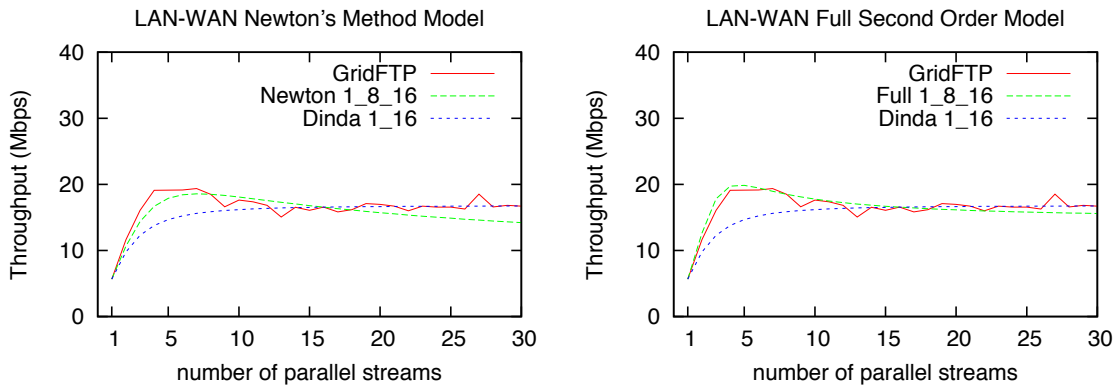 LAN-WAN Newton's Method Model
40
30
20
10
0
Throughput (Mbps)
GridFTP
Newton 1_8_16
Dinda 1_16
1 5 10 15 20 25 30
number of parallel streams
LAN-WAN Full Second Order Model
40
30
20
10
0
Throughput (Mbps)
GridFTP
Full 1_8_16
Dinda 1_16
1 5 10 15 20 25 30
number of parallel streams